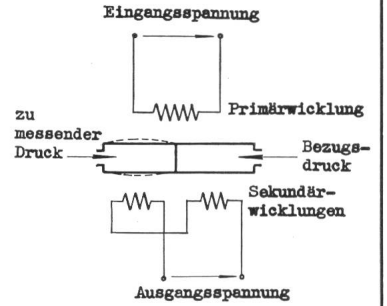 Eingangsspannung
Primärwicklung
zu
messender
Druck
Bezugs-
druck
Sekundär-
wicklungen
Ausgangsspannung